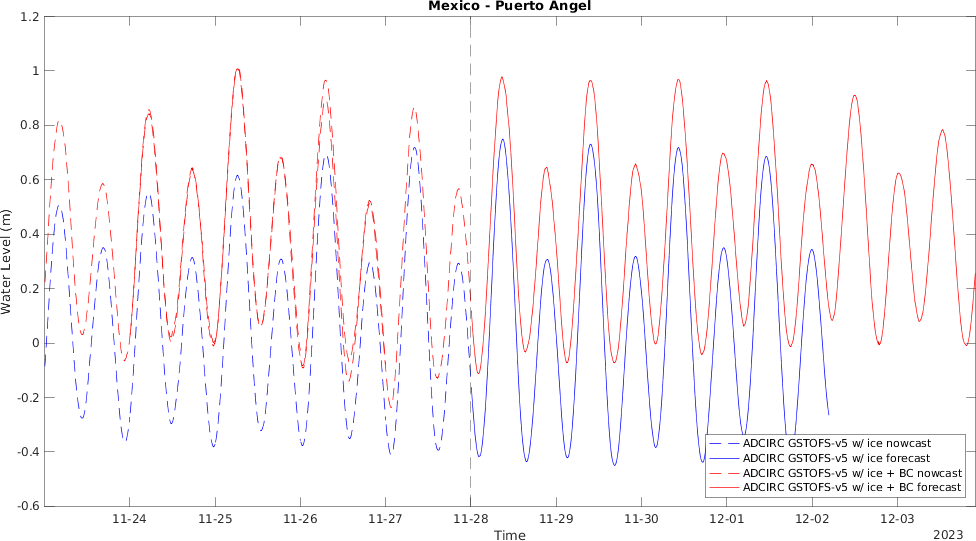 Mexico - Puerto Angel
1.2
1
0.8
0.6
0.4
0.2
0
-0.2
-0.4
-0.6
Water Level (m)
ADCIRC GSTOFS-v5 w/ ice nowcast
ADCIRC GSTOFS-v5 w/ ice forecast
ADCIRC GSTOFS-v5 w/ ice + BC nowcast
ADCIRC GSTOFS-v5 w/ ice + BC forecast
11-24 11-25 11-26 11-27 11-28 11-29 11-30 12-01 12-02 12-03
Time
2023